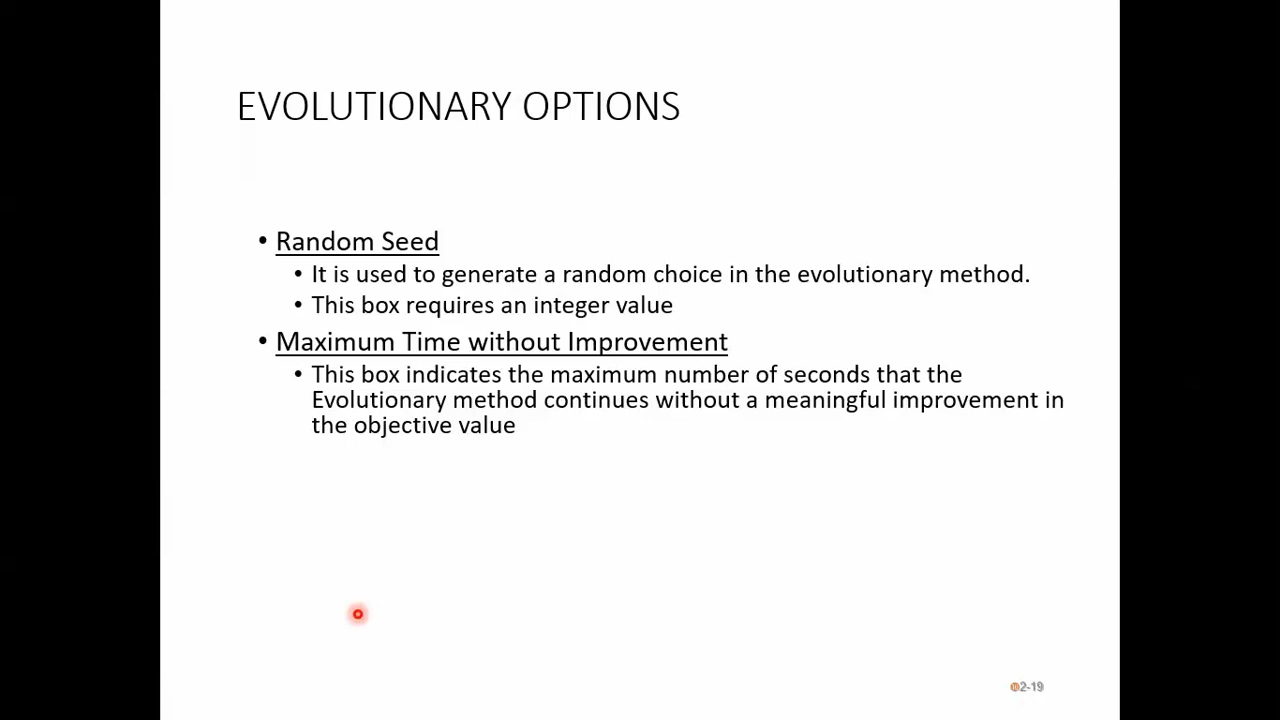 EVOLUTIONARY OPTIONS
• Random Seed
• It is used to generate a random choice in the evolutionary method.
• This box requires an integer value
• Maximum Time without Improvement
• This box indicates the maximum number of seconds that the
Evolutionary method continues without a meaningful improvement in
the objective value
2-19